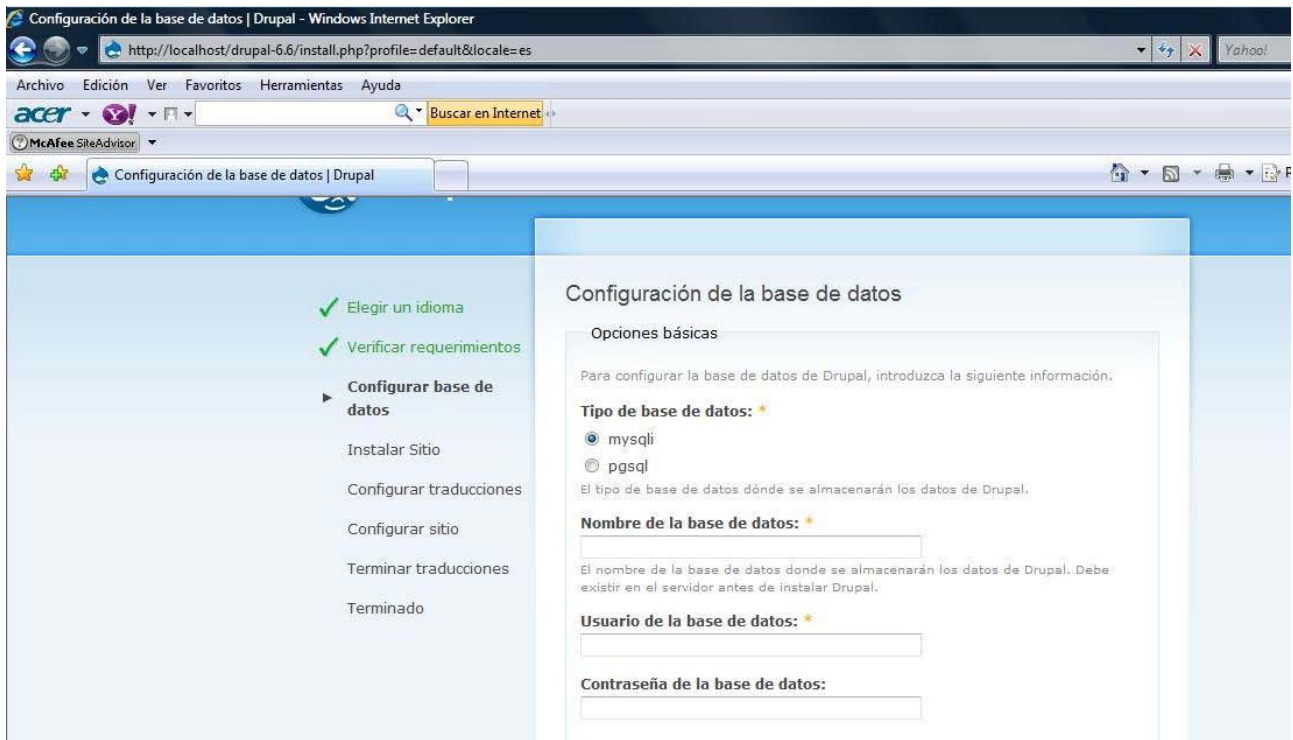 Configuración de la base de datos | Drupal - Windows Internet Explorer
http://localhost/drupal-6.6/install.php?profile=default&locale=es
Yahoo!
Archivo Edición Ver Favoritos Herramientas Ayuda
acer Y! Buscar en Internet
McAfee SiteAdvisor
Configuración de la base de datos | Drupal
P
Elegir un idioma
Verificar requerimientos
Configurar base de
datos
Instalar Sitio
Configurar traducciones
Configurar sitio
Terminar traducciones
Terminado
Configuración de la base de datos
Opciones básicas
Para configurar la base de datos de Drupal, introduzca la siguiente información.
Tipo de base de datos: *
mysqli
pgsql
El tipo de base de datos dónde se almacenarán los datos de Drupal.
Nombre de la base de datos: *
El nombre de la base de datos donde se almacenarán los datos de Drupal. Debe
existir en el servidor antes de instalar Drupal.
Usuario de la base de datos: *
Contraseña de la base de datos: